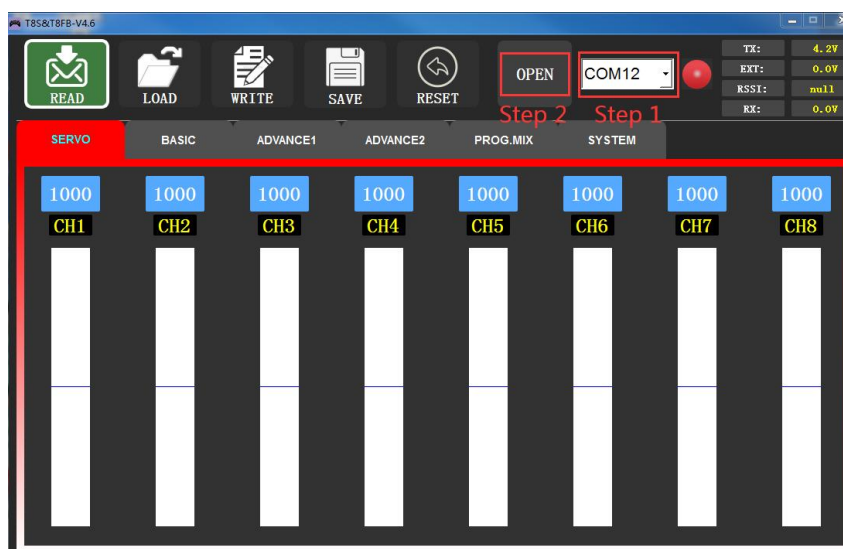 T8S&T8FB-V4.6
READ LOAD WRITE SAVE RESET OPEN COM12
Step 2 Step 1
TX: 4.2V
EXT: 0.0V
RSSI: null
RX: 0.0V
SERVO BASIC ADVANCE1 ADVANCE2 PROG.MIX SYSTEM
1000 1000 1000 1000 1000 1000 1000 1000
CH1 CH2 CH3 CH4 CH5 CH6 CH7 CH8